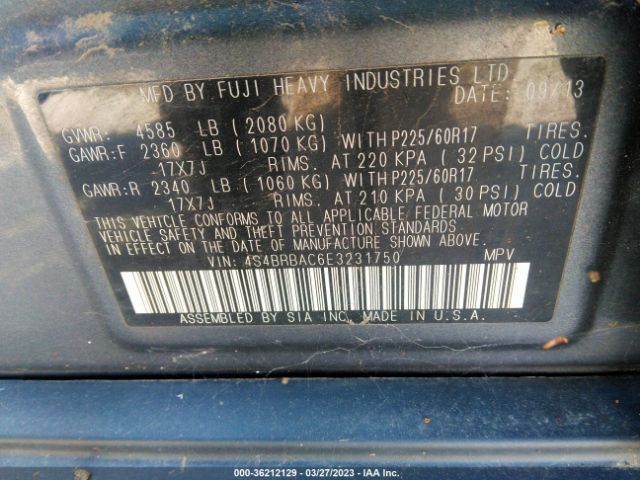 MFD BY FUJI HEAVY INDUSTRIES LTD.
DATE: 09/13
GVWR: 4585 LB (2080 KG)
GAWR:F 2360 LB (1070 KG) WITH P225/60R17 TIRES.
17X7J RIMS. AT 220 KPA (32 PSI) COLD
GAWR:R 2340 LB (1060 KG) WITH P225/60R17 TIRES.
17X7J RIMS. AT 210 KPA (30 PSI) COLD
THIS VEHICLE CONFORMS TO ALL APPLICABLE FEDERAL MOTOR
VEHICLE SAFETY AND THEFT PREVENTION STANDARDS
IN EFFECT ON THE DATE OF MANUFACTURE SHOWN ABOVE.
VIN: 4S4BRBAC6E3231750 MPV
ASSEMBLED BY SIA INC. MADE IN U.S.A.
000-36212129 - 03/27/2023 - IAA Inc.